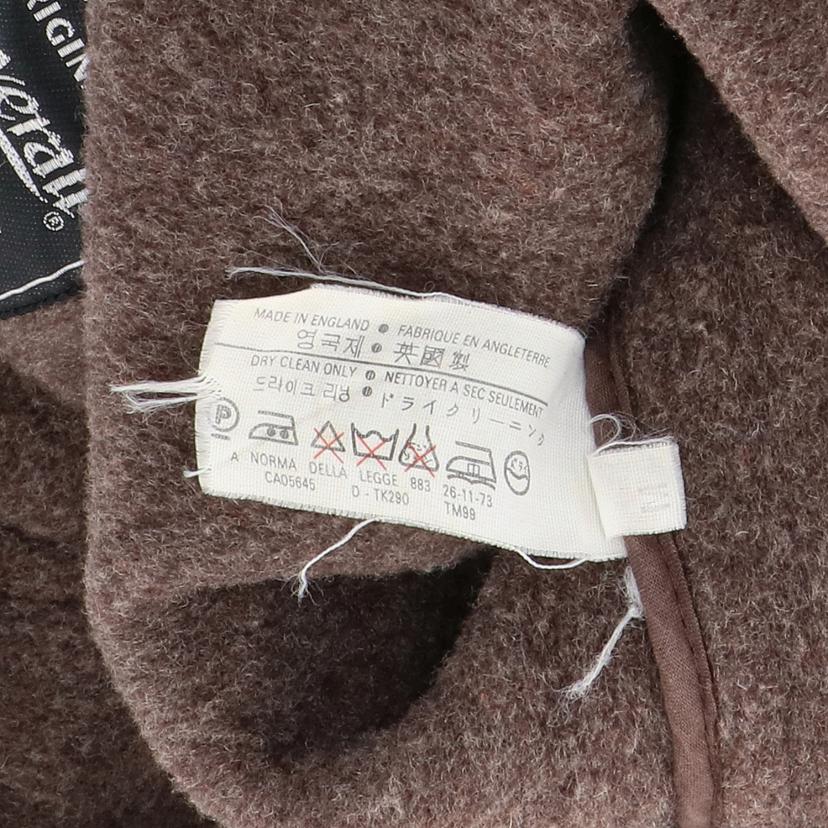 RIGIN
verall
®
MADE IN ENGLAND ● FABRIQUE EN ANGLETERRE
영국제 ● 英國製
DRY CLEAN ONLY ● NETTOYER A SEC SEULEMENT
드라이크리닝 ● ドライクリーニング
P
A NORMA DELLA LEGGE 883 26-11-73
CA05645 D - TK290 TM99